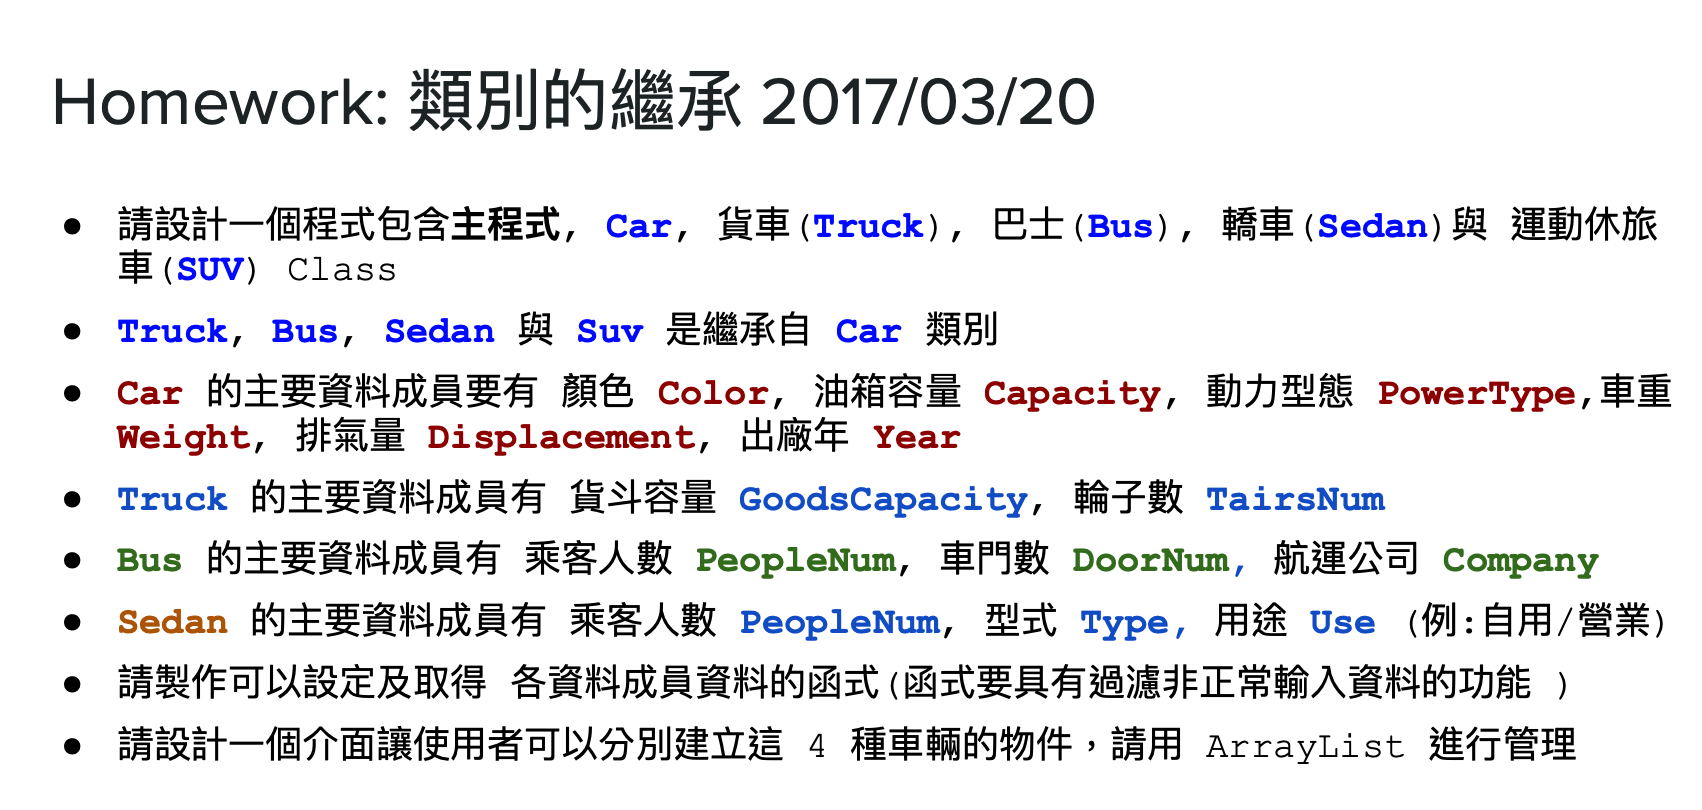 Homework: 類別的繼承 2017/03/20
● 請設計一個程式包含主程式, Car, 貨車(Truck), 巴士(Bus), 轎車(Sedan)與 運動休旅
車(SUV) Class
● Truck, Bus, Sedan 與 Suv 是繼承自 Car 類別
● Car 的主要資料成員要有 顏色 Color, 油箱容量 Capacity, 動力型態 PowerType,車重
Weight, 排氣量 Displacement, 出廠年 Year
● Truck 的主要資料成員有 貨斗容量 GoodsCapacity, 輪子數 TairsNum
● Bus 的主要資料成員有 乘客人數 PeopleNum, 車門數 DoorNum, 航運公司 Company
● Sedan 的主要資料成員有 乘客人數 PeopleNum, 型式 Type, 用途 Use (例:自用/營業)
● 請製作可以設定及取得 各資料成員資料的函式(函式要具有過濾非正常輸入資料的功能 )
● 請設計一個介面讓使用者可以分別建立這 4 種車輛的物件，請用 ArrayList 進行管理